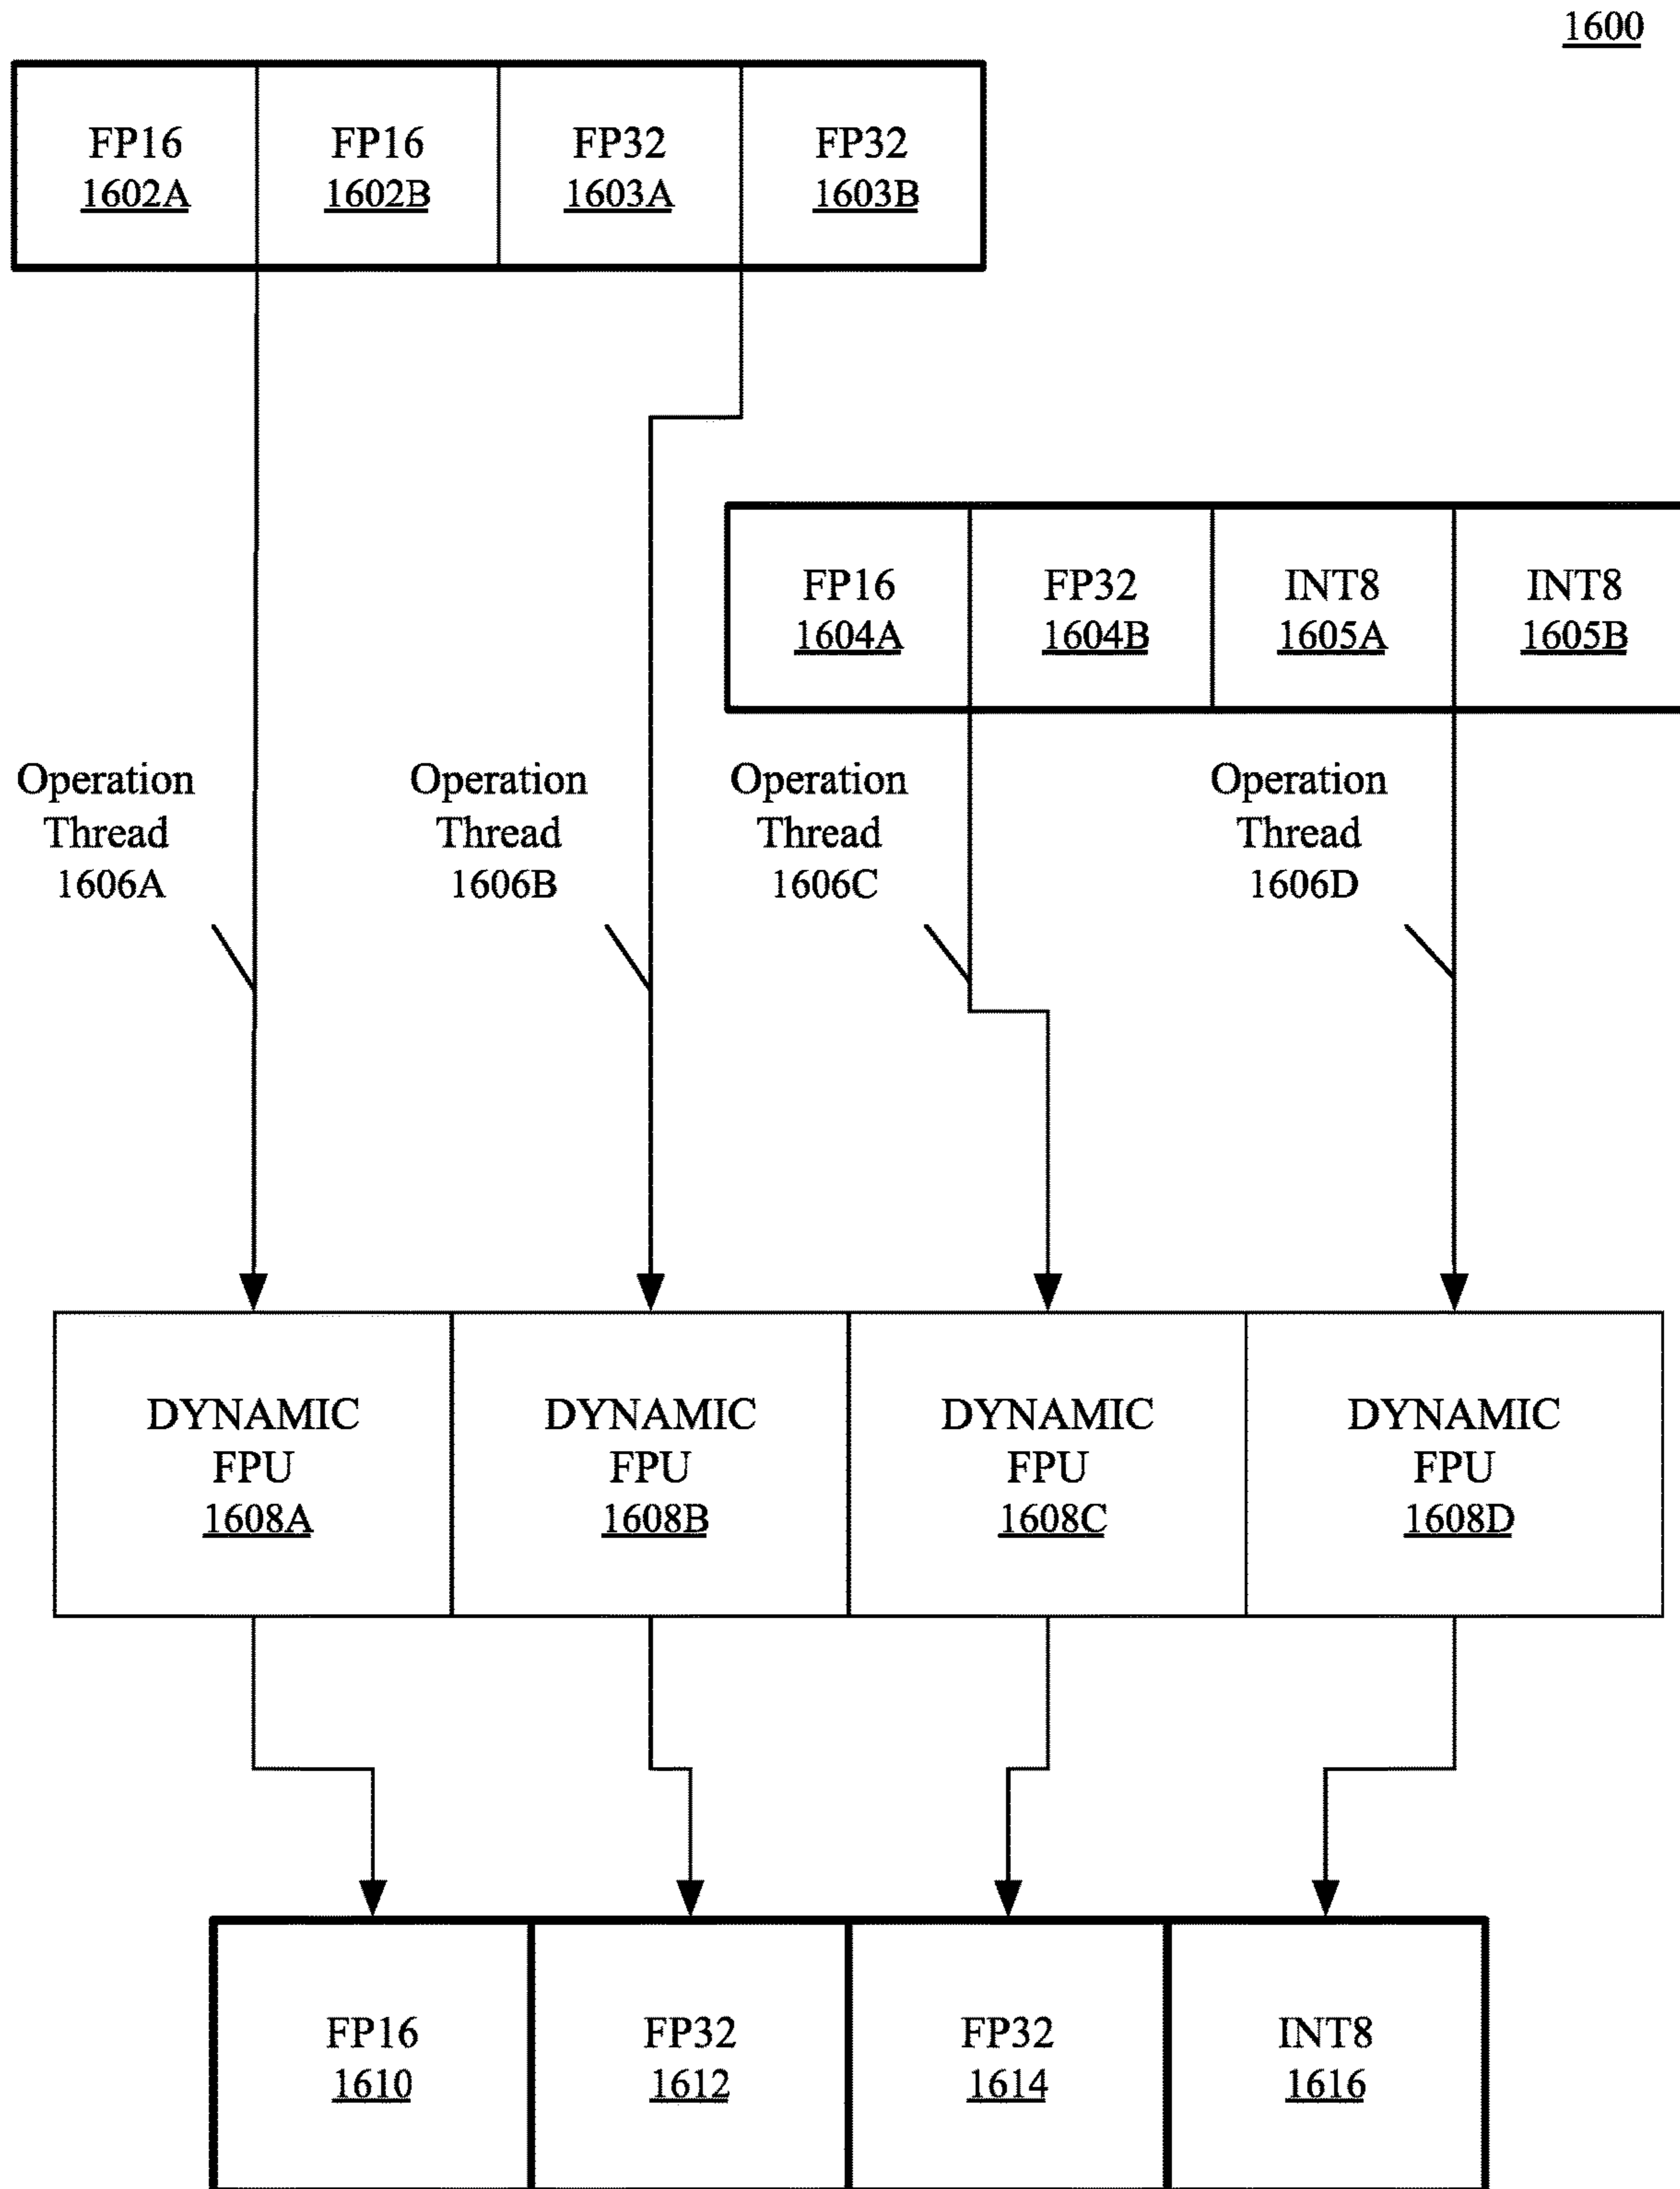 1600
FP16 FP16 FP32 FP32
1602A 1602B 1603A 1603B
FP16 FP32 INT8 INT8
1604A 1604B 1605A 1605B
Operation Operation Operation Operation
Thread Thread Thread Thread
1606A 1606B 1606C 1606D
DYNAMIC DYNAMIC DYNAMIC DYNAMIC
FPU FPU FPU FPU
1608A 1608B 1608C 1608D
FP16 FP32 FP32 INT8
1610 1612 1614 1616